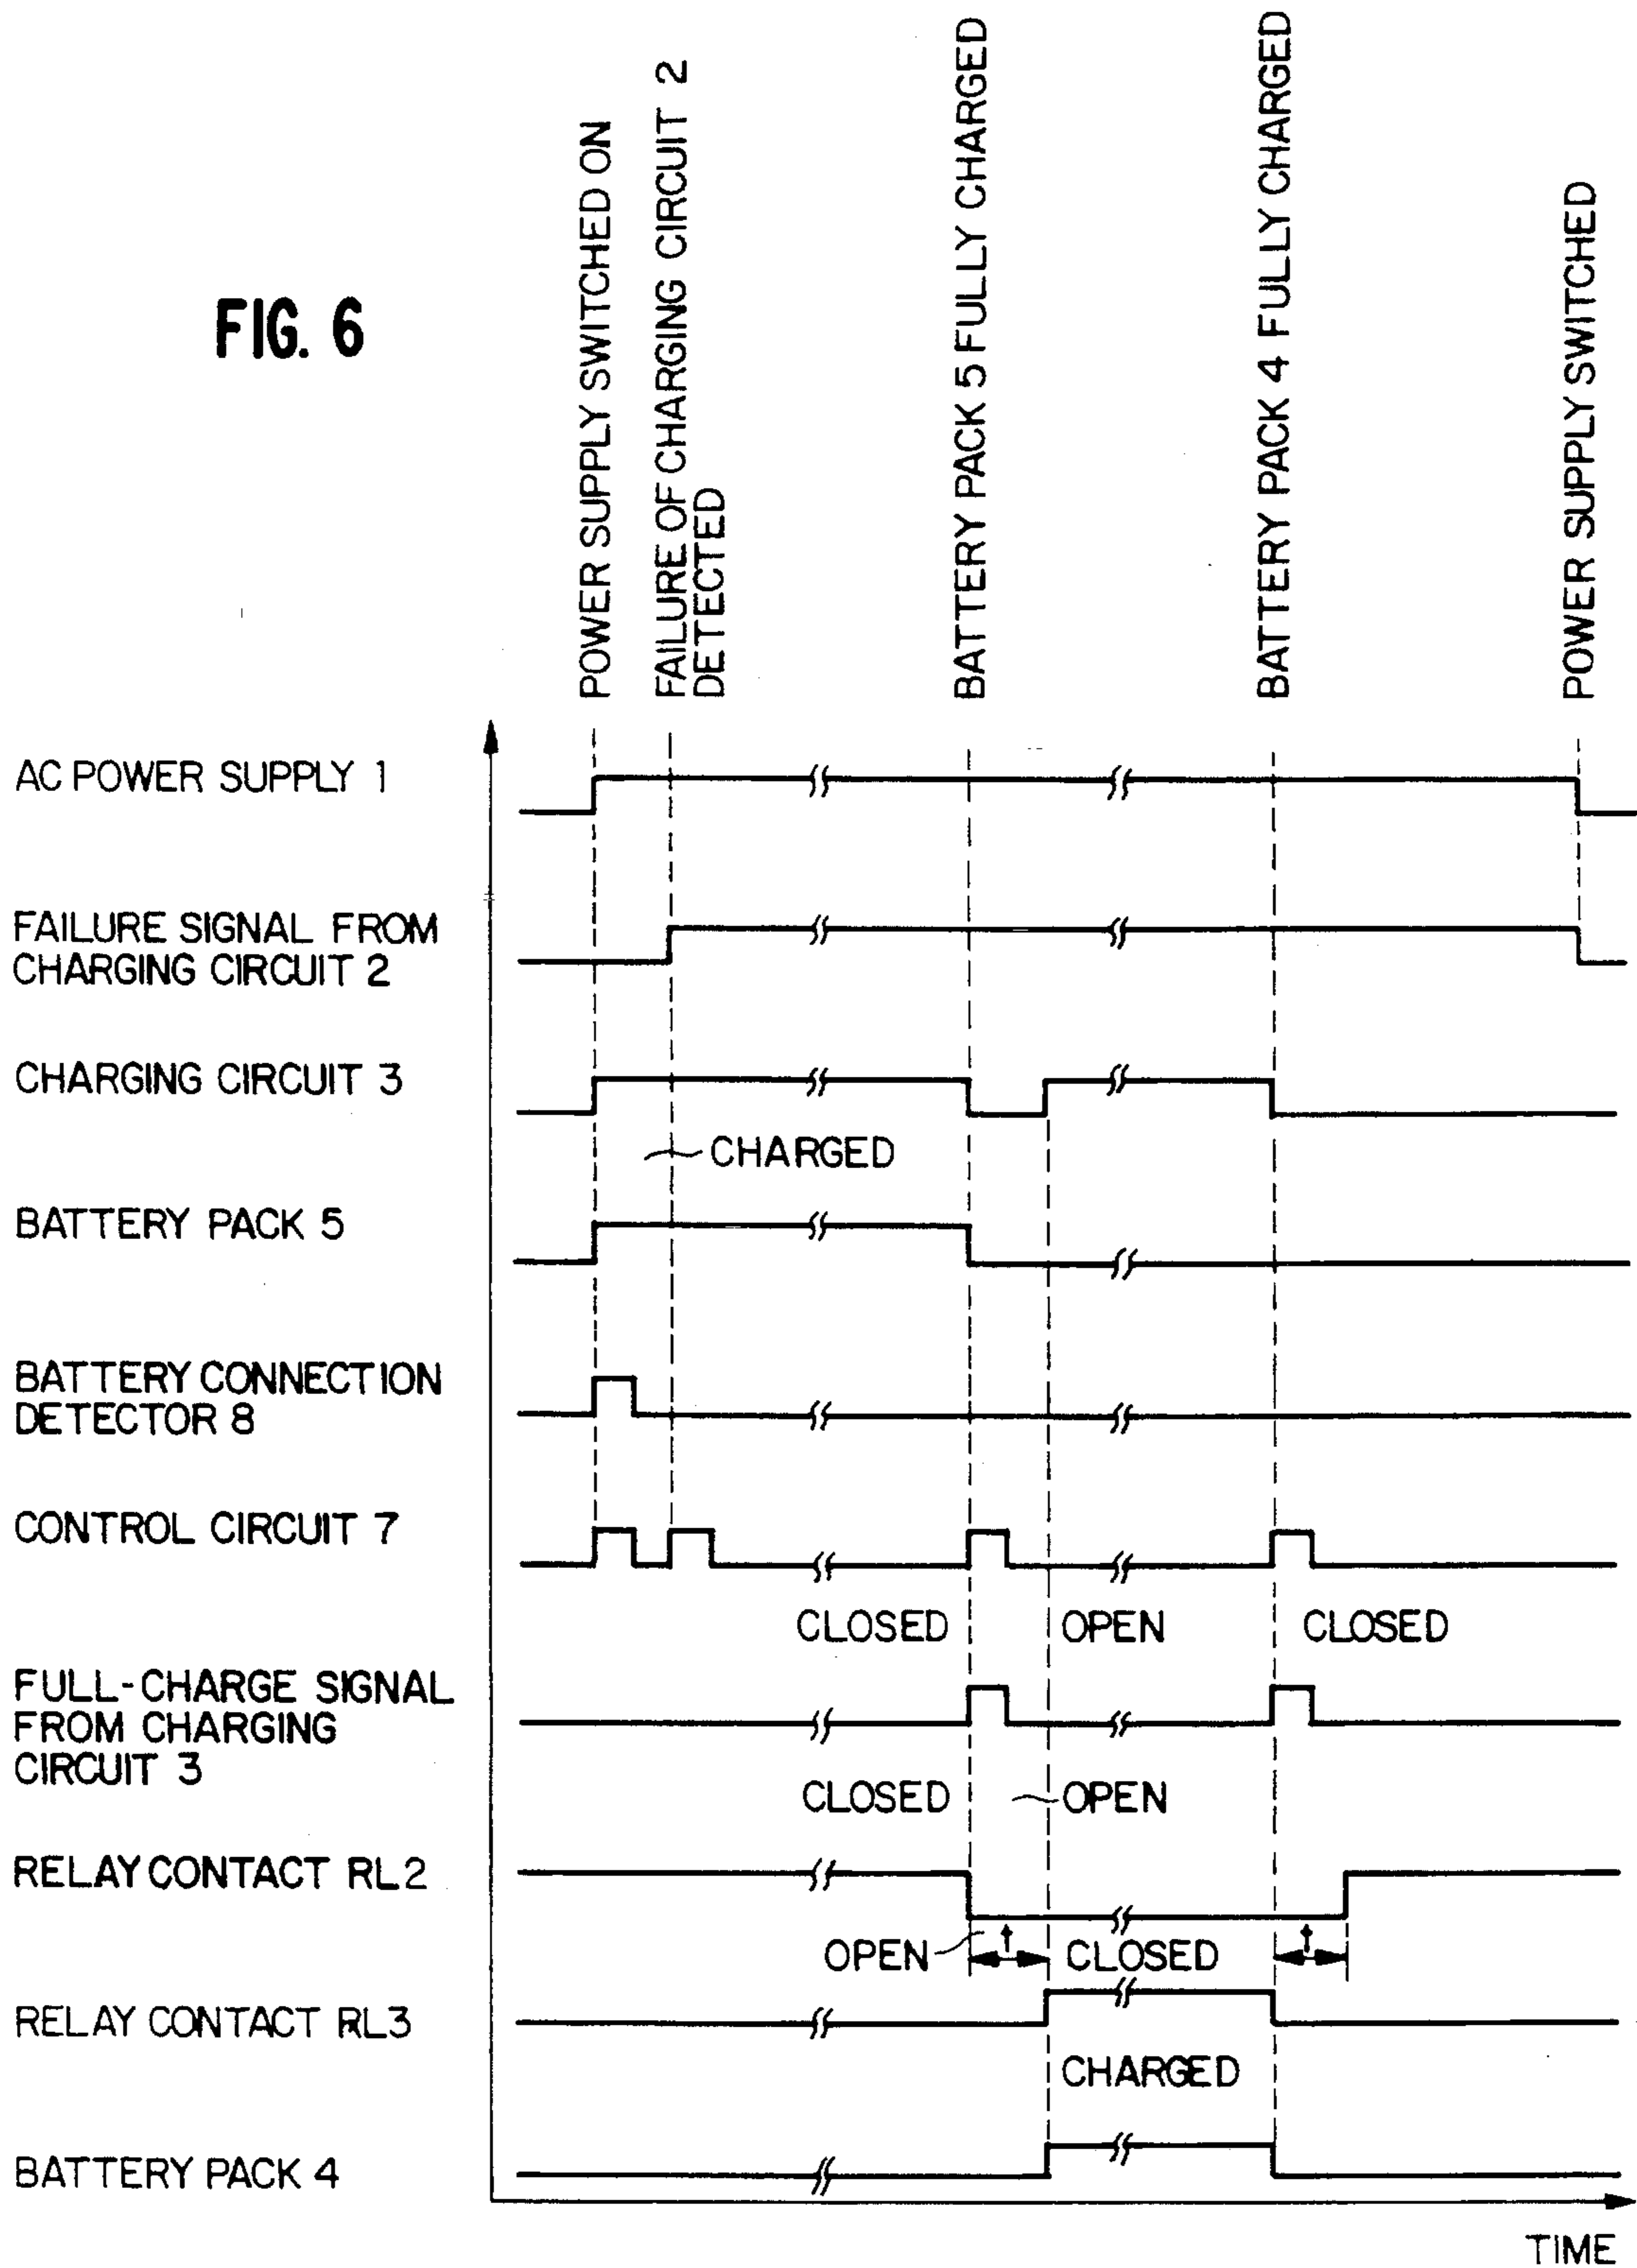 FIG. 6
POWER SUPPLY SWITCHED ON
FAILURE OF CHARGING CIRCUIT 2
DETECTED
BATTERY PACK 5 FULLY CHARGED
BATTERY PACK 4 FULLY CHARGED
POWER SUPPLY SWITCHED
AC POWER SUPPLY 1
FAILURE SIGNAL FROM
CHARGING CIRCUIT 2
CHARGING CIRCUIT 3
CHARGED
BATTERY PACK 5
BATTERY CONNECTION
DETECTOR 8
CONTROL CIRCUIT 7
CLOSED OPEN CLOSED
FULL-CHARGE SIGNAL
FROM CHARGING
CIRCUIT 3
CLOSED OPEN
RELAY CONTACT RL2
t t
OPEN CLOSED
RELAY CONTACT RL3
CHARGED
BATTERY PACK 4
TIME